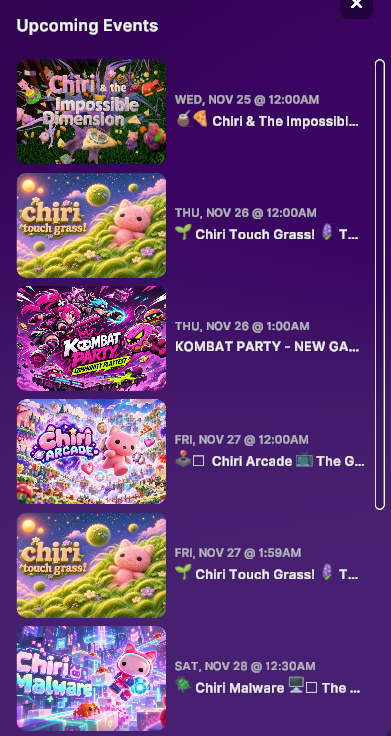 Upcoming Events
Chiri & the
Impossible
Dimension
WED, NOV 25 @ 12:00AM
🧉🍕 Chiri & The Impossibl...
chiri
touch grass!
THU, NOV 26 @ 12:00AM
🌱 Chiri Touch Grass! 🪻 T...
KOMBAT
PARTY
COMMUNITY PLAYTEST
THU, NOV 26 @ 1:00AM
KOMBAT PARTY - NEW GA...
Chiri
ARCADE
FRI, NOV 27 @ 12:00AM
🕹□ Chiri Arcade 📺 The G...
chiri
touch grass!
FRI, NOV 27 @ 1:59AM
🌱 Chiri Touch Grass! 🪻 T...
Chiri
Malware
SAT, NOV 28 @ 12:30AM
🪲 Chiri Malware 🖥□ The ...